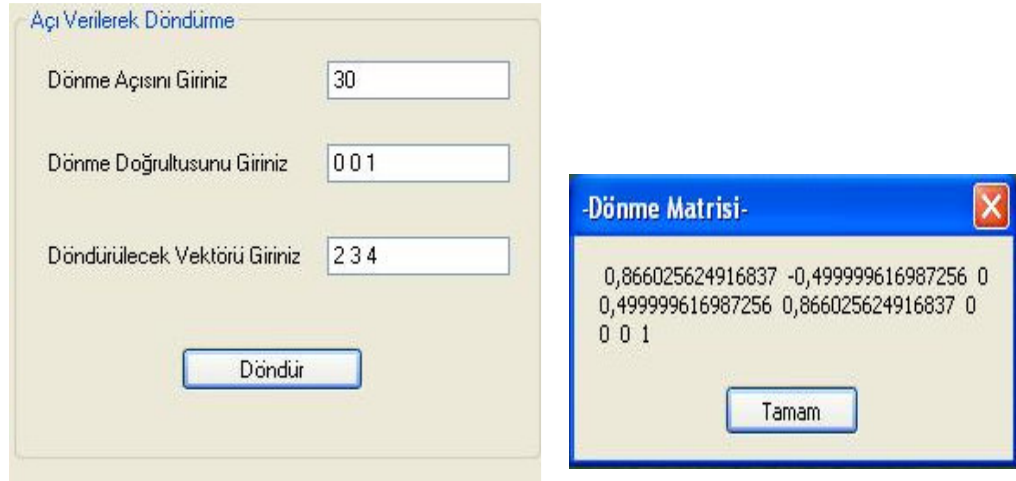 Açı Verilerek Döndürme
Dönme Açısını Giriniz 30
Dönme Doğrultusunu Giriniz 0 0 1
Döndürülecek Vektörü Giriniz 2 3 4
Döndür
-Dönme Matrisi-
0,866025624916837 -0,499999616987256 0
0,499999616987256 0,866025624916837 0
0 0 1
Tamam